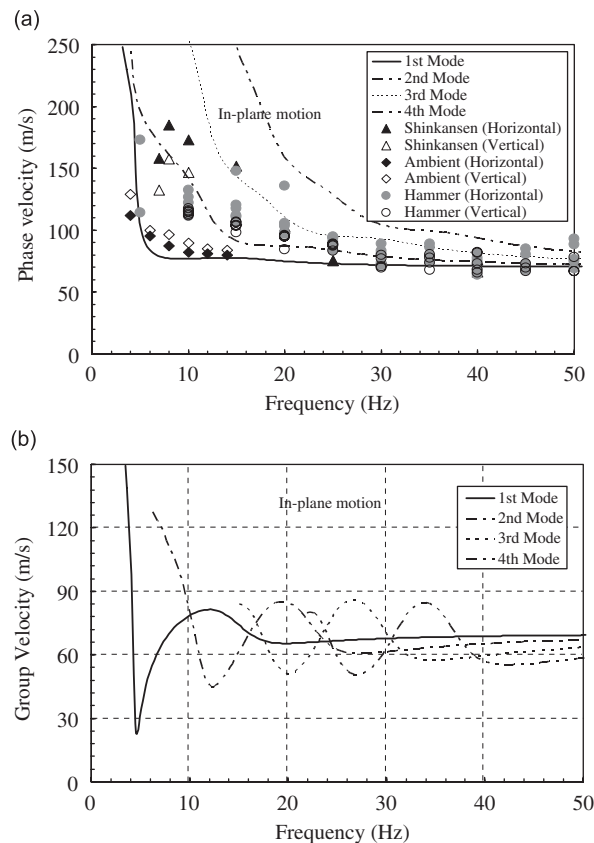 (a)
250
200
150
100
50
0
Phase velocity (m/s)
In-plane motion
1st Mode
2nd Mode
3rd Mode
4th Mode
Shinkansen (Horizontal)
Shinkansen (Vertical)
Ambient (Horizontal)
Ambient (Vertical)
Hammer (Horizontal)
Hammer (Vertical)
0 10 20 30 40 50
Frequency (Hz)
(b)
150
120
90
60
30
0
Group Velocity (m/s)
In-plane motion
1st Mode
2nd Mode
3rd Mode
4th Mode
0 10 20 30 40 50
Frequency (Hz)